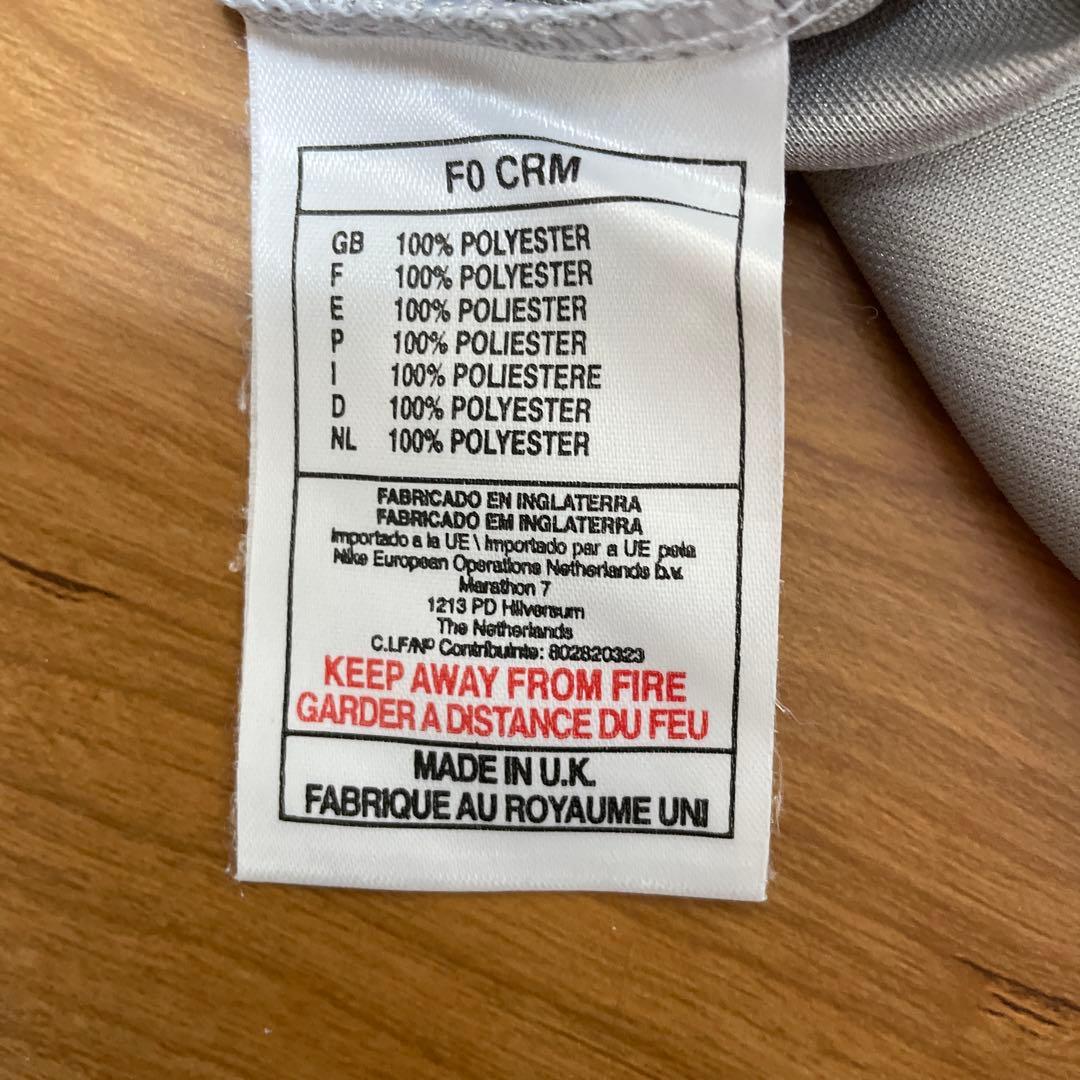 F0 CRM
GB 100% POLYESTER
F 100% POLYESTER
E 100% POLIESTER
P 100% POLIESTER
I 100% POLIESTERE
D 100% POLYESTER
NL 100% POLYESTER
FABRICADO EN INGLATERRA
FABRICADO EM INGLATERRA
Importado a la UE \ Importado par a UE pela
Nike European Operations Netherlands b.v.
Marathon 7
1213 PD Hilversum
The Netherlands
C.I.F/Nº Contribuinte: 802820323
KEEP AWAY FROM FIRE
GARDER A DISTANCE DU FEU
MADE IN U.K.
FABRIQUE AU ROYAUME UNI